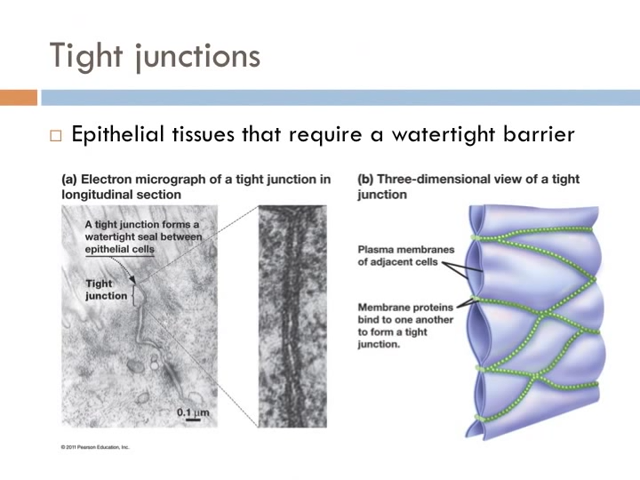 Tight junctions
Epithelial tissues that require a watertight barrier
(a) Electron micrograph of a tight junction in
longitudinal section
A tight junction forms a
watertight seal between
epithelial cells
Tight
junction
0.1 µm
(b) Three-dimensional view of a tight
junction
Plasma membranes
of adjacent cells
Membrane proteins
bind to one another
to form a tight
junction.
© 2011 Pearson Education, Inc.